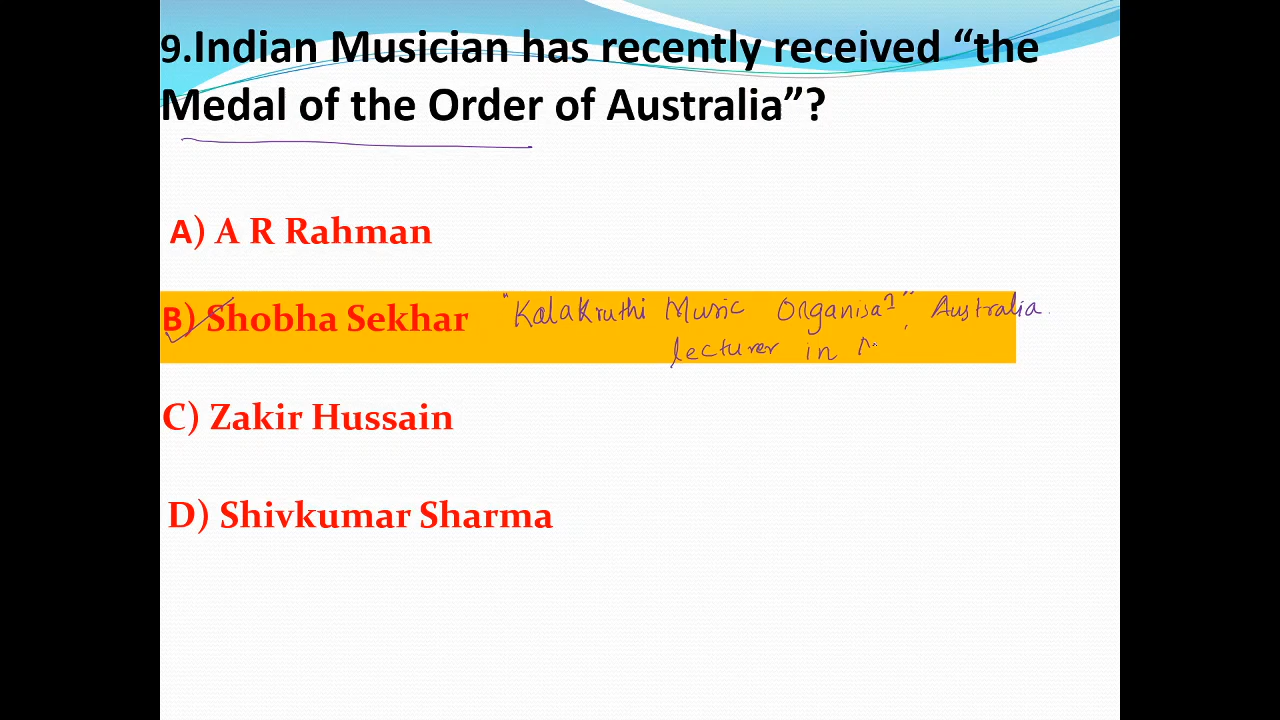 9.Indian Musician has recently received “the
Medal of the Order of Australia”?
A) A R Rahman
B) Shobha Sekhar "Kalakruthi Music Organisa?", Australia.
lecturer in
C) Zakir Hussain
D) Shivkumar Sharma